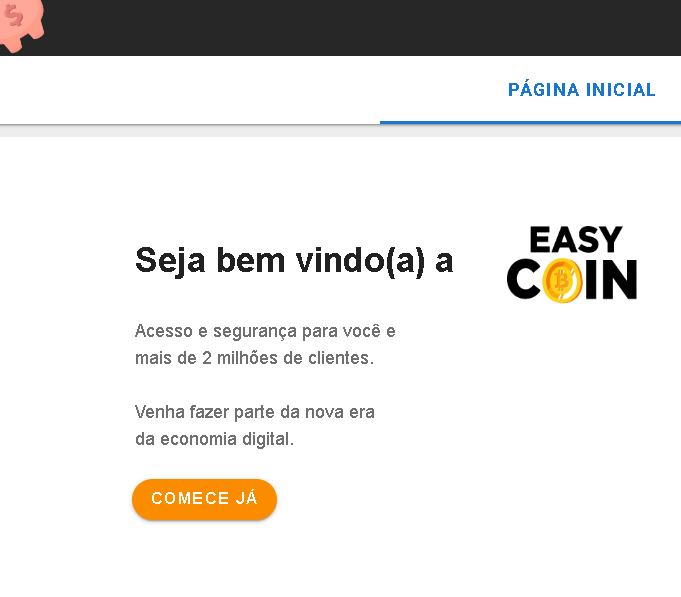 PÁGINA INICIAL
EASY
COIN
Seja bem vindo(a) a
Acesso e segurança para você e
mais de 2 milhões de clientes.
Venha fazer parte da nova era
da economia digital.
COMECE JÁ